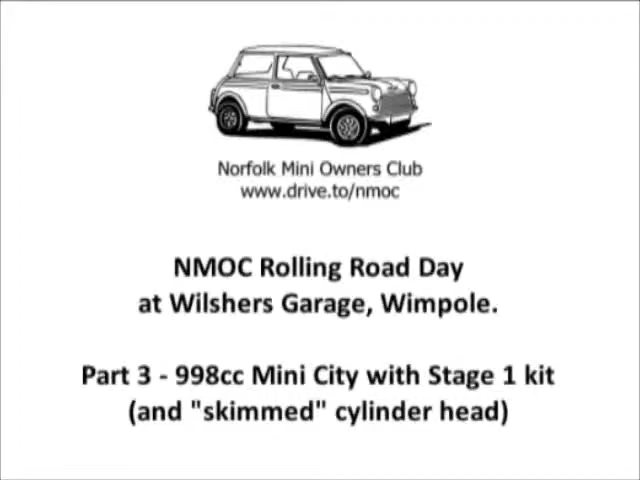 Norfolk Mini Owners Club
www.drive.to/nmoc
NMOC Rolling Road Day
at Wilshers Garage, Wimpole.
Part 3 - 998cc Mini City with Stage 1 kit
(and "skimmed" cylinder head)